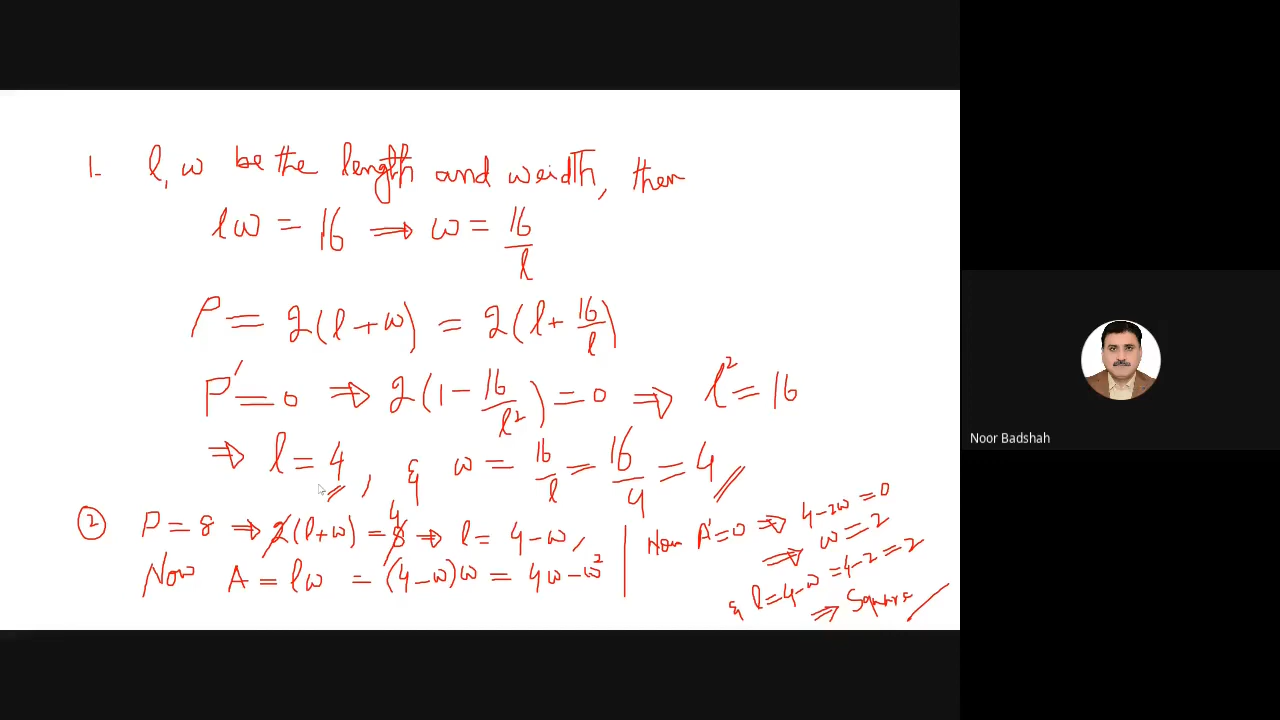 1. l, w be the length and weidth, then
lw = 16 ⇒ w = 16/l
P = 2(l+w) = 2(l+16/l)
P' = 0 ⇒ 2(1-16/l²) = 0 ⇒ l² = 16
⇒ l = 4, & w = 16/l = 16/4 = 4
② P = 8 ⇒ 2(l+w) = 8 4 ⇒ l = 4-w,
Now A = lw = (4-w)w = 4w-w²
Now A' = 0 ⇒ 4-2w = 0
⇒ w = 2
& l = 4-w = 4-2 = 2
⇒ Square
Noor Badshah